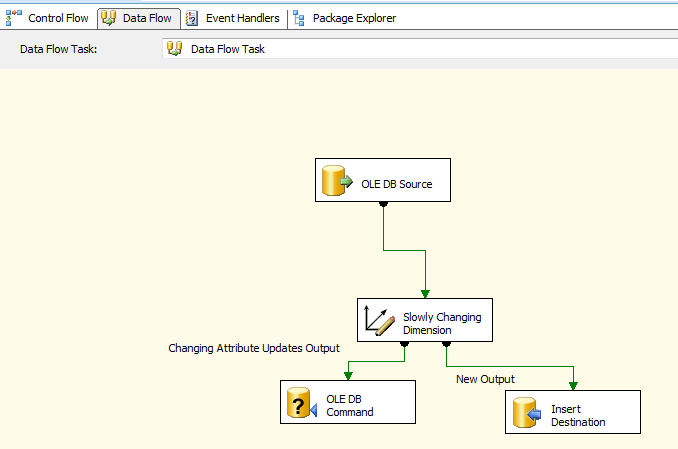 Control Flow
Data Flow
Event Handlers
Package Explorer
Data Flow Task:
Data Flow Task
OLE DB Source
Slowly Changing
Dimension
Changing Attribute Updates Output
New Output
?
OLE DB
Command
Insert
Destination